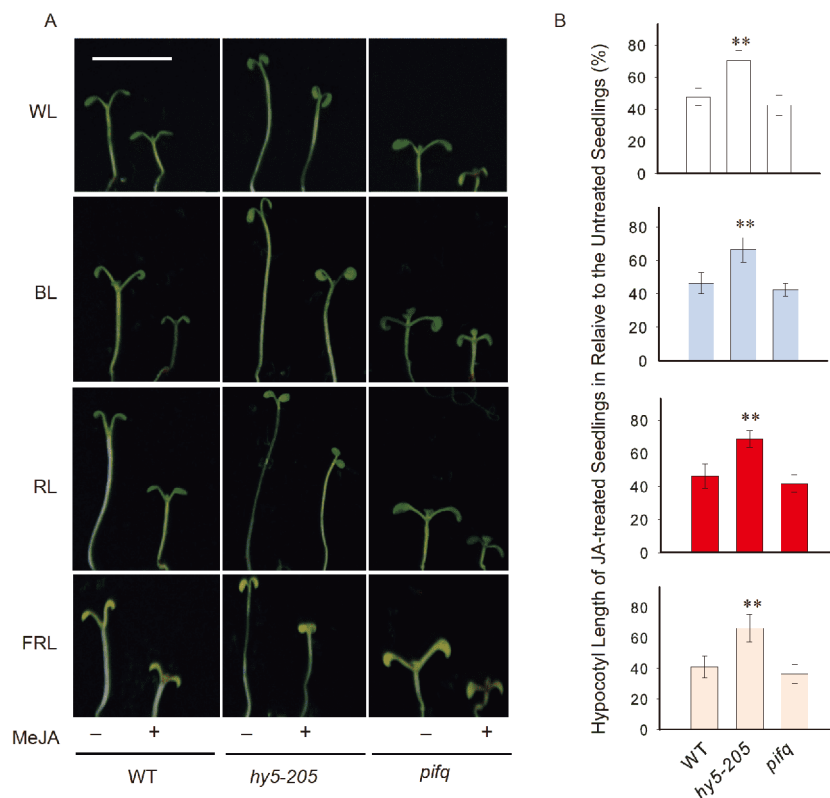 A
WL
BL
RL
FRL
MeJA
– + – + – +
WT hy5-205 pifq
B
Hypocotyl Length of JA-treated Seedlings in Relaive to the Untreated Seedlings (%)
**
80
60
40
20
0
**
80
60
40
20
0
**
80
60
40
20
0
**
80
60
40
20
0
WT hy5-205 pifq